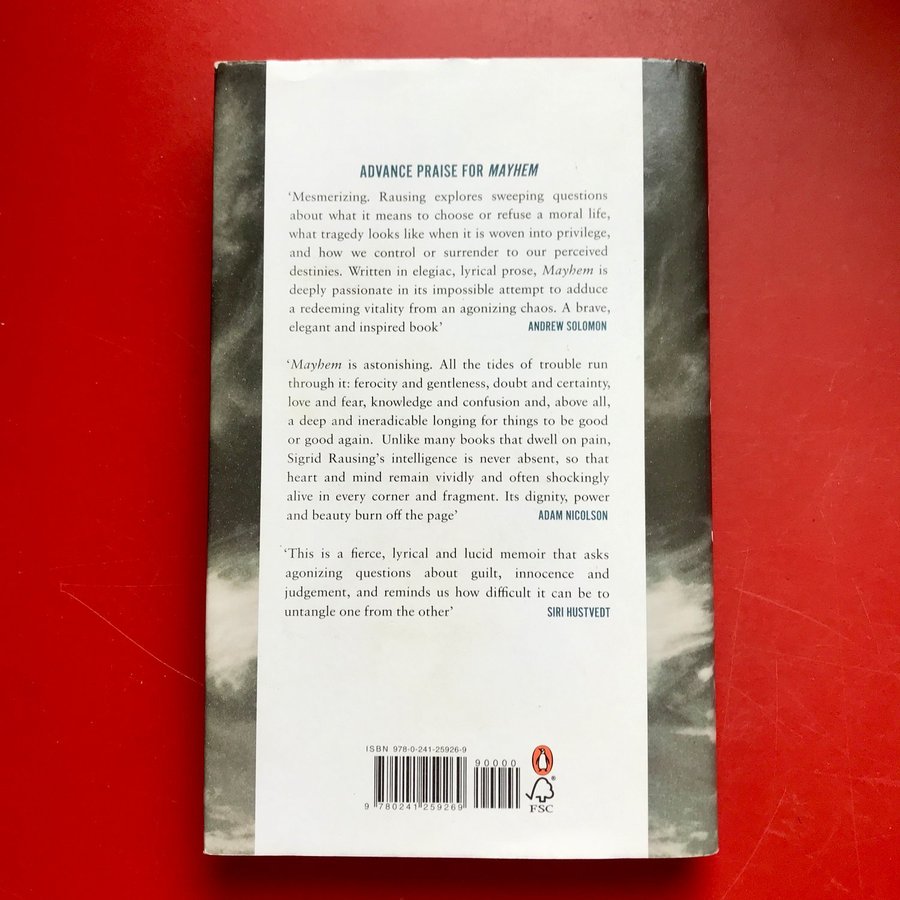 ADVANCE PRAISE FOR MAYHEM
‘Mesmerizing. Rausing explores sweeping questions
about what it means to choose or refuse a moral life,
what tragedy looks like when it is woven into privilege,
and how we control or surrender to our perceived
destinies. Written in elegiac, lyrical prose, Mayhem is
deeply passionate in its impossible attempt to adduce
a redeeming vitality from an agonizing chaos. A brave,
elegant and inspired book’ ANDREW SOLOMON
‘Mayhem is astonishing. All the tides of trouble run
through it: ferocity and gentleness, doubt and certainty,
love and fear, knowledge and confusion and, above all,
a deep and ineradicable longing for things to be good
or good again. Unlike many books that dwell on pain,
Sigrid Rausing’s intelligence is never absent, so that
heart and mind remain vividly and often shockingly
alive in every corner and fragment. Its dignity, power
and beauty burn off the page’ ADAM NICOLSON
‘This is a fierce, lyrical and lucid memoir that asks
agonizing questions about guilt, innocence and
judgement, and reminds us how difficult it can be to
untangle one from the other’ SIRI HUSTVEDT
ISBN 978-0-241-25926-9
90000
9 780241 259269
®
FSC